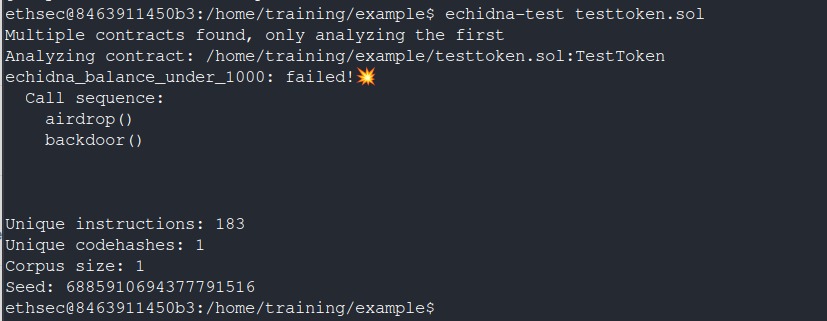 ethsec@8463911450b3:/home/training/example$ echidna-test testtoken.sol
Multiple contracts found, only analyzing the first
Analyzing contract: /home/training/example/testtoken.sol:TestToken
echidna_balance_under_1000: failed!💥
  Call sequence:
    airdrop()
    backdoor()
Unique instructions: 183
Unique codehashes: 1
Corpus size: 1
Seed: 6885910694377791516
ethsec@8463911450b3:/home/training/example$